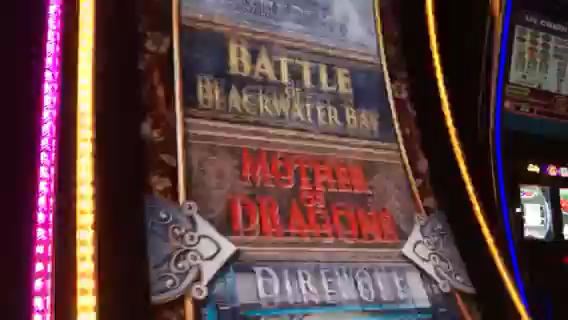 BATTLE
OF
BLACKWATER BAY
MOTHER
OF
DRAGONS
DIREWOLF